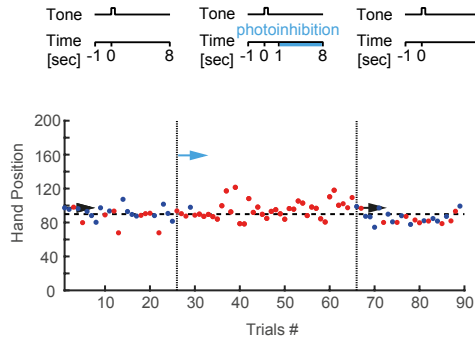 Tone
Time
[sec]
-1 0 8
Tone
photoinhibition
Time
[sec]
-1 0 1 8
Tone
Time
[sec]
-1 0
Hand Position
200
160
120
80
40
0
10 20 30 40 50 60 70 80 90
Trials #